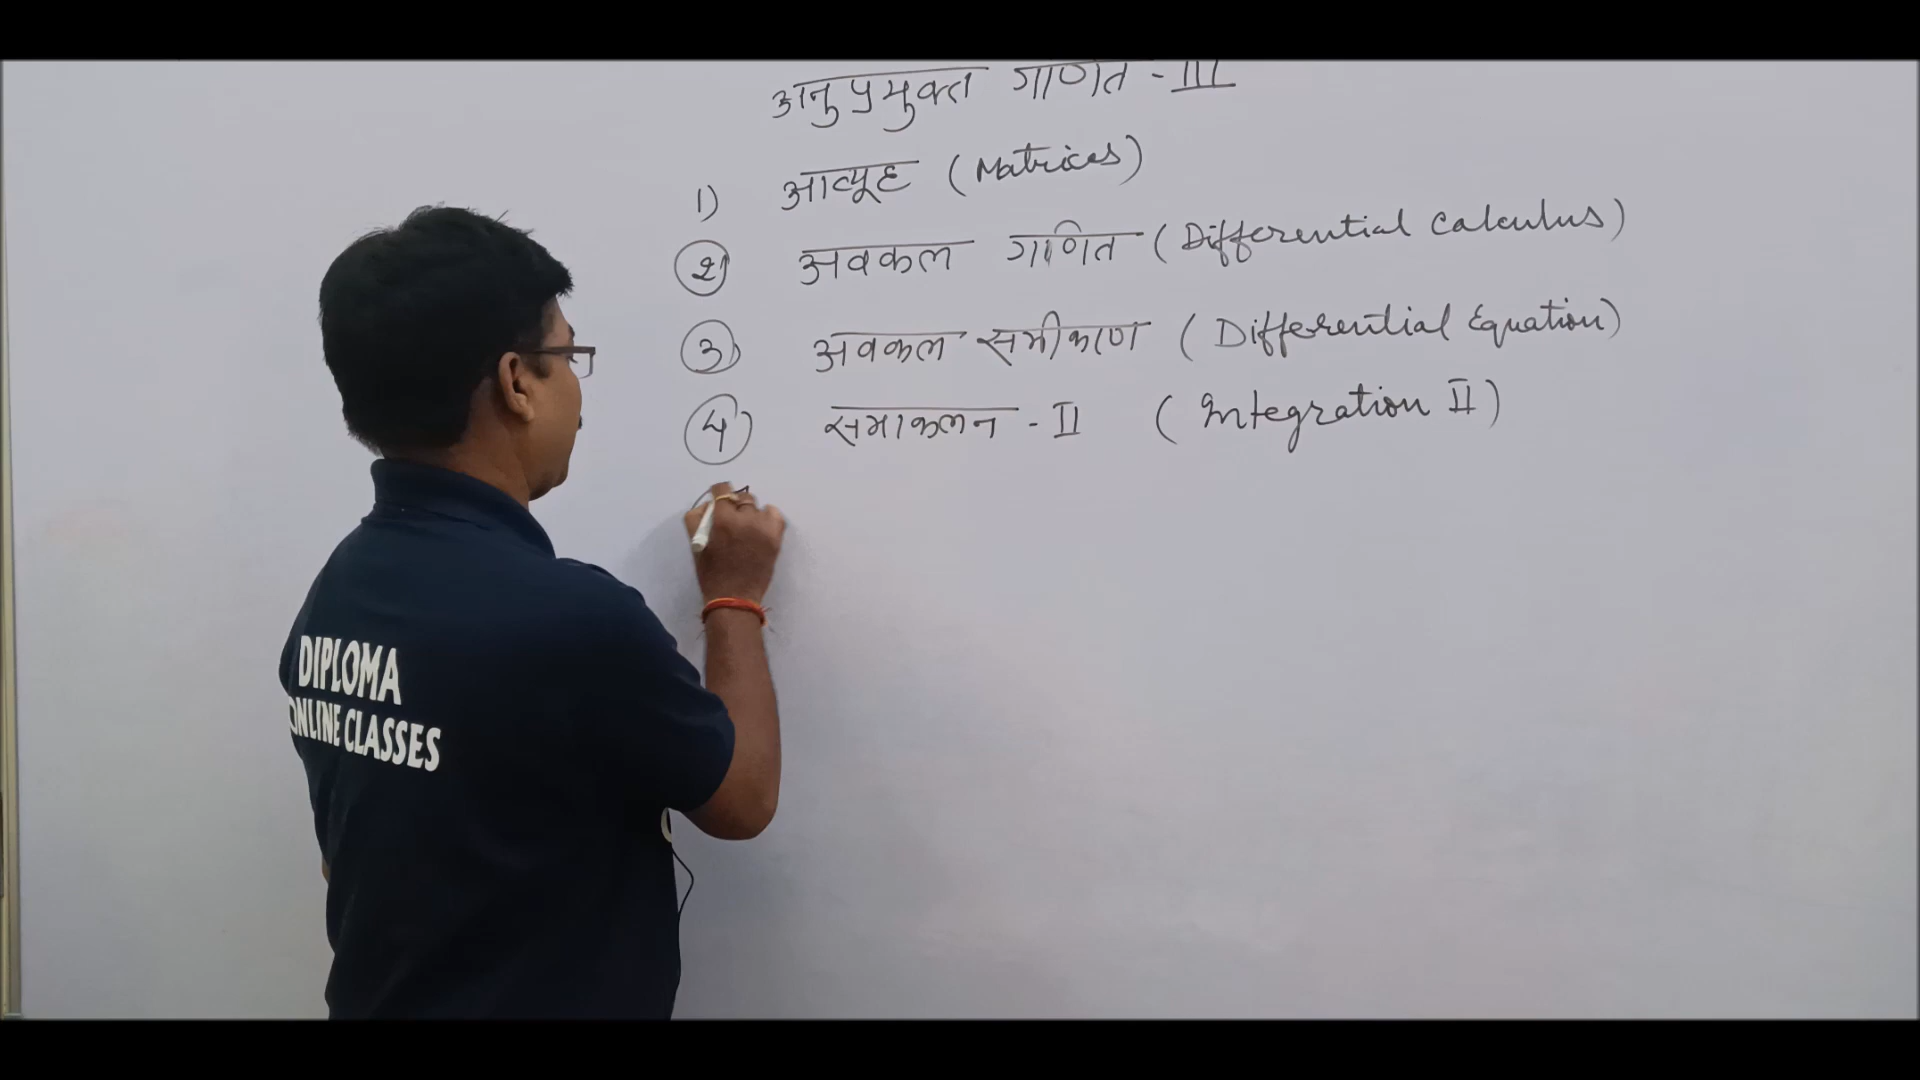 अनुप्रयुक्त गणित - III
1) आव्यूह (Matrices)
2) अवकल गणित (Differential Calculus)
3) अवकल समीकरण (Differential Equation)
4) समाकलन - II (Integration II)
DIPLOMA
ONLINE CLASSES